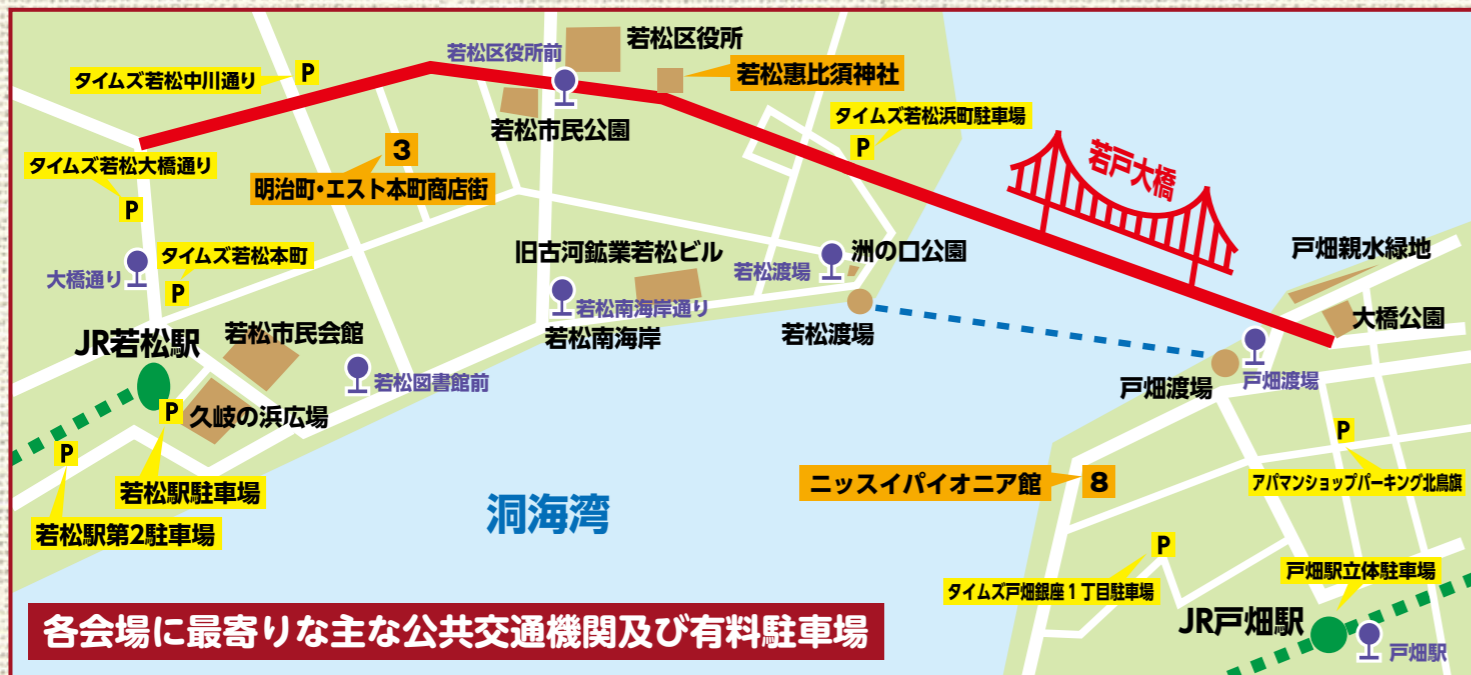 若松区役所
若松区役所前
タイムズ若松中川通り
P
若松恵比須神社
若松市民公園
タイムズ若松浜町駐車場
P
3
明治町・エスト本町商店街
タイムズ若松大橋通り
P
若戸大橋
大橋通り
タイムズ若松本町
P
旧古河鉱業若松ビル
若松渡場
洲の口公園
戸畑親水緑地
若松南海岸通り
若松南海岸
若松渡場
大橋公園
JR若松駅
若松市民会館
若松図書館前
戸畑渡場
戸畑渡場
P
久岐の浜広場
P
若松駅駐車場
若松駅第2駐車場
洞海湾
ニッスイパイオニア館
8
P
アパマンショップパーキング北鳥旗
P
タイムズ戸畑銀座1丁目駐車場
戸畑駅立体駐車場
JR戸畑駅
戸畑駅
各会場に最寄りな主な公共交通機関及び有料駐車場